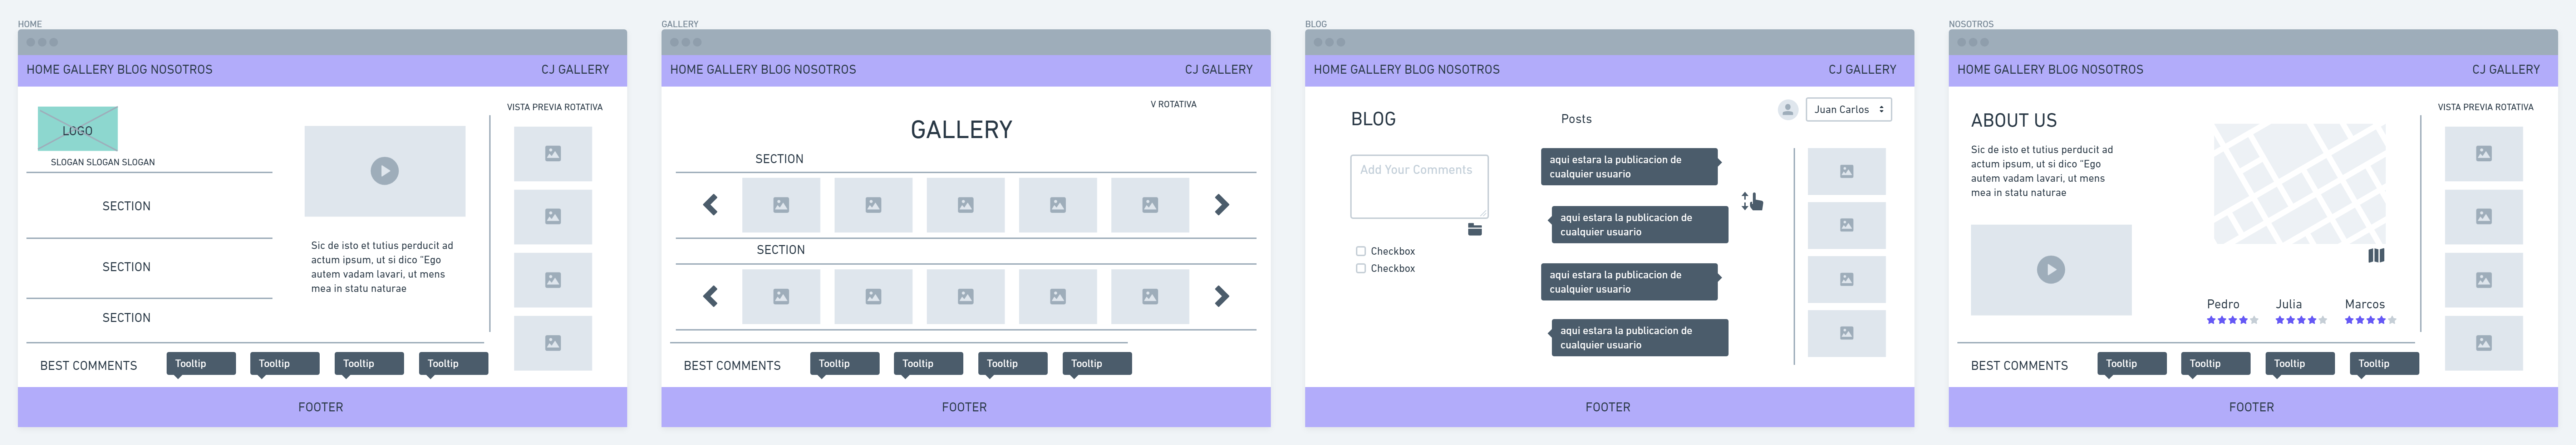 HOME
HOME GALLERY BLOG NOSOTROS
CJ GALLERY
LOGO
SLOGAN SLOGAN SLOGAN
SECTION
SECTION
SECTION
Sic de isto et tutius perducit ad
actum ipsum, ut si dico "Ego
autem vadam lavari, ut mens
mea in statu naturae
VISTA PREVIA ROTATIVA
BEST COMMENTS
Tooltip
Tooltip
Tooltip
Tooltip
FOOTER
GALLERY
HOME GALLERY BLOG NOSOTROS
CJ GALLERY
V ROTATIVA
GALLERY
SECTION
SECTION
BEST COMMENTS
Tooltip
Tooltip
Tooltip
Tooltip
FOOTER
BLOG
HOME GALLERY BLOG NOSOTROS
CJ GALLERY
BLOG
Add Your Comments
Checkbox
Checkbox
Posts
Juan Carlos
aqui estara la publicacion de
cualquier usuario
aqui estara la publicacion de
cualquier usuario
aqui estara la publicacion de
cualquier usuario
aqui estara la publicacion de
cualquier usuario
FOOTER
NOSOTROS
HOME GALLERY BLOG NOSOTROS
CJ GALLERY
ABOUT US
Sic de isto et tutius perducit ad
actum ipsum, ut si dico "Ego
autem vadam lavari, ut mens
mea in statu naturae
VISTA PREVIA ROTATIVA
Pedro
Julia
Marcos
BEST COMMENTS
Tooltip
Tooltip
Tooltip
Tooltip
FOOTER